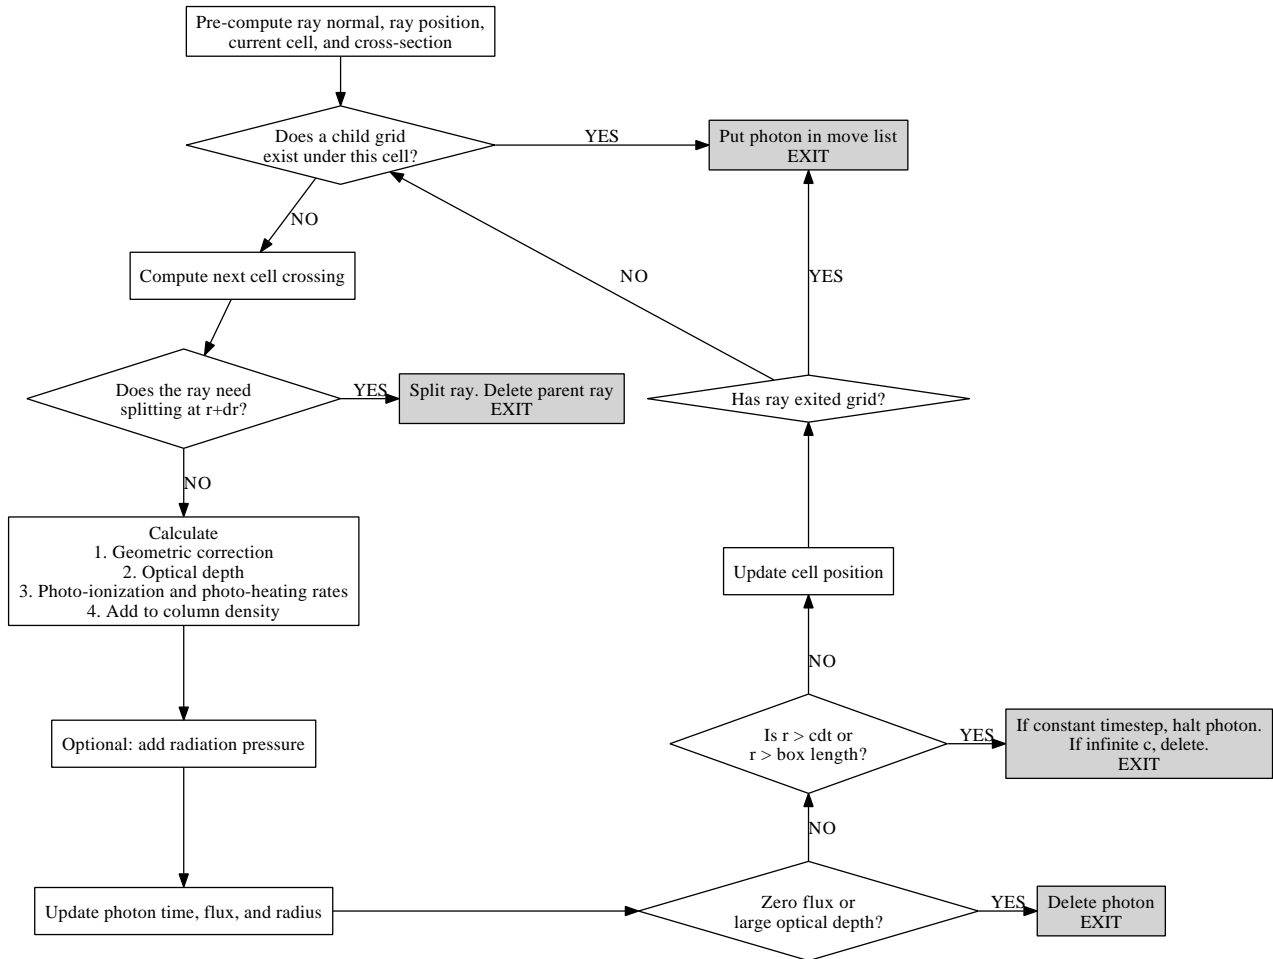 Pre-compute ray normal, ray position,
current cell, and cross-section
Does a child grid
exist under this cell?
YES
Put photon in move list
EXIT
NO
Compute next cell crossing
NO
YES
Does the ray need
splitting at r+dr?
YES
Split ray. Delete parent ray
EXIT
Has ray exited grid?
NO
Calculate
1. Geometric correction
2. Optical depth
3. Photo-ionization and photo-heating rates
4. Add to column density
Update cell position
NO
Optional: add radiation pressure
Is r > cdt or
r > box length?
YES
If constant timestep, halt photon.
If infinite c, delete.
EXIT
NO
Update photon time, flux, and radius
Zero flux or
large optical depth?
YES
Delete photon
EXIT